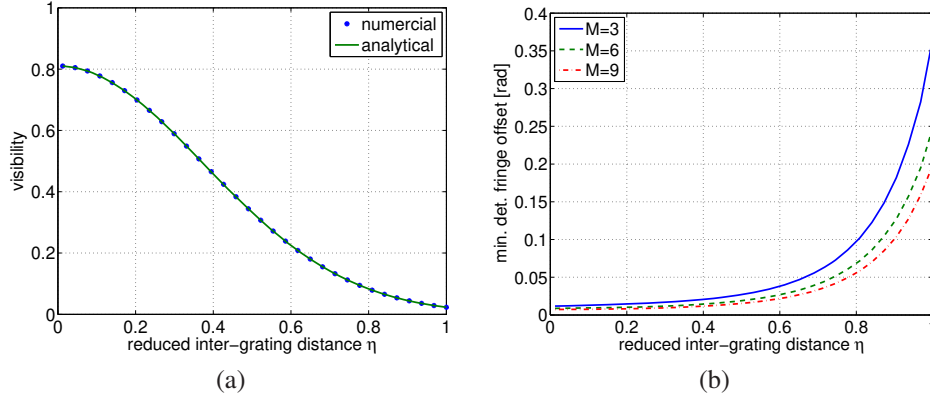 1
0.8
0.6
0.4
0.2
0
0 0.2 0.4 0.6 0.8 1
visibility
reduced inter-grating distance η
numercial
analytical
(a)
0.4
0.35
0.3
0.25
0.2
0.15
0.1
0.05
0
0 0.2 0.4 0.6 0.8 1
min. det. fringe offset [rad]
reduced inter-grating distance η
M=3
M=6
M=9
(b)